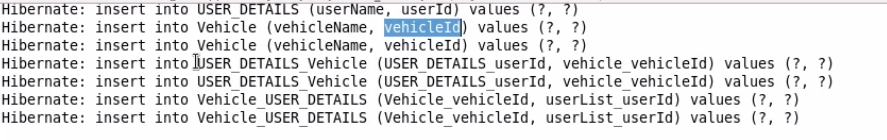 Hibernate: insert into USER_DETAILS (userName, userId) values (?, ?)
Hibernate: insert into Vehicle (vehicleName, vehicleId) values (?, ?)
Hibernate: insert into Vehicle (vehicleName, vehicleId) values (?, ?)
Hibernate: insert into USER_DETAILS_Vehicle (USER_DETAILS_userId, vehicle_vehicleId) values (?, ?)
Hibernate: insert into USER_DETAILS_Vehicle (USER_DETAILS_userId, vehicle_vehicleId) values (?, ?)
Hibernate: insert into Vehicle_USER_DETAILS (Vehicle_vehicleId, userList_userId) values (?, ?)
Hibernate: insert into Vehicle_USER_DETAILS (Vehicle_vehicleId, userList_userId) values (?, ?)